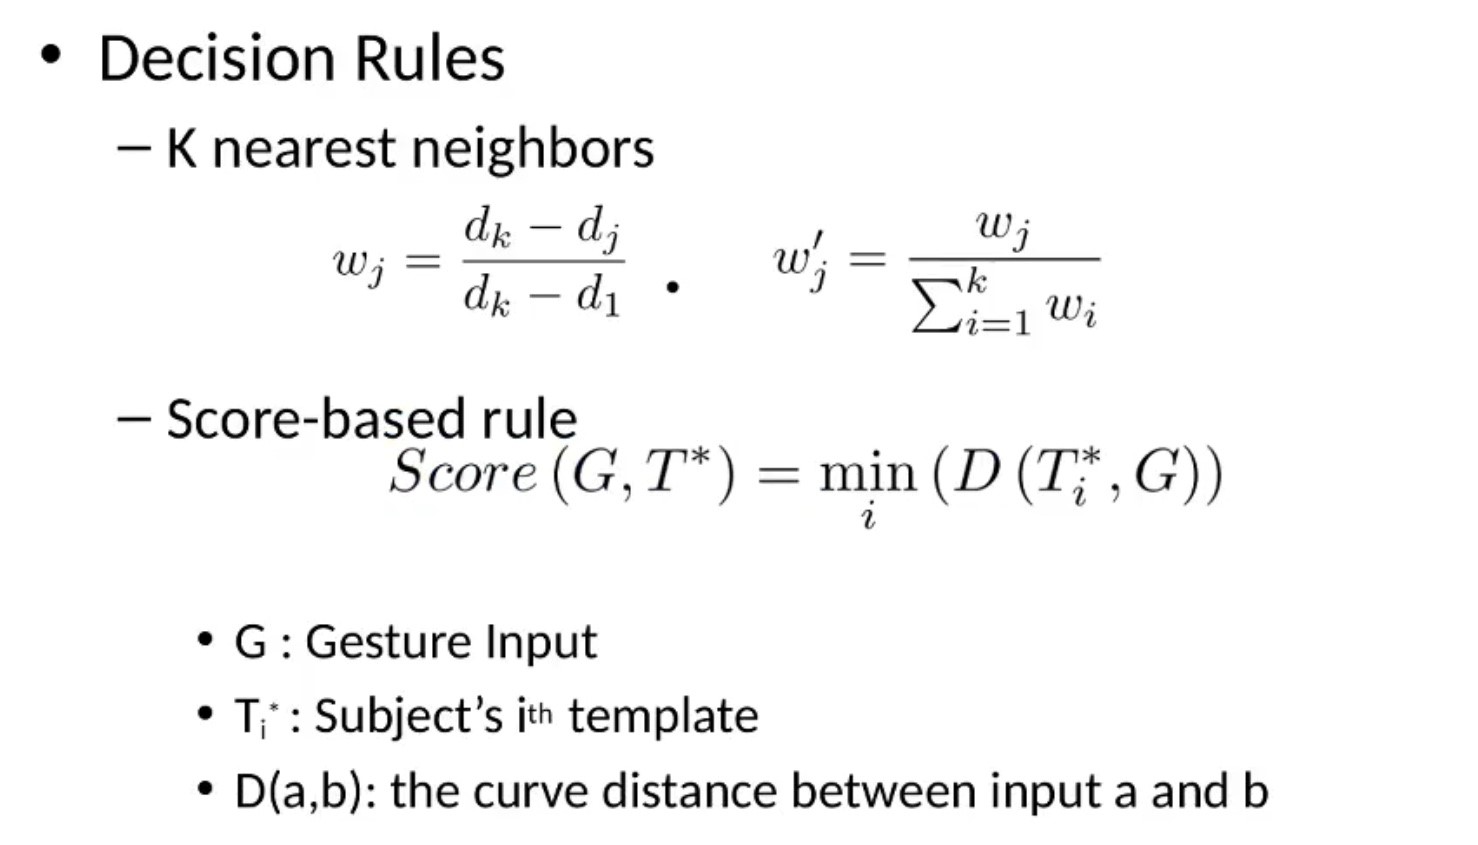 • Decision Rules
– K nearest neighbors
w_j = \frac{d_k - d_j}{d_k - d_1} . w'_j = \frac{w_j}{\sum_{i=1}^{k} w_i}
– Score-based rule
Score (G, T^*) = \min_i (D (T_i^*, G))
• G : Gesture Input
• T_i^* : Subject’s i^{th} template
• D(a,b): the curve distance between input a and b